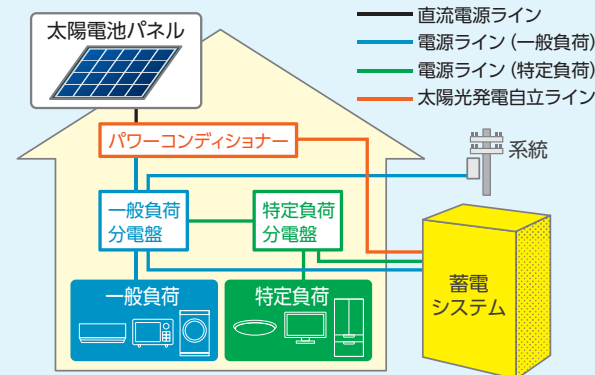 太陽電池パネル
直流電源ライン
電源ライン（一般負荷）
電源ライン（特定負荷）
太陽光発電自立ライン
パワーコンディショナー
系統
一般負荷
分電盤
特定負荷
分電盤
一般負荷
特定負荷
蓄電
システム